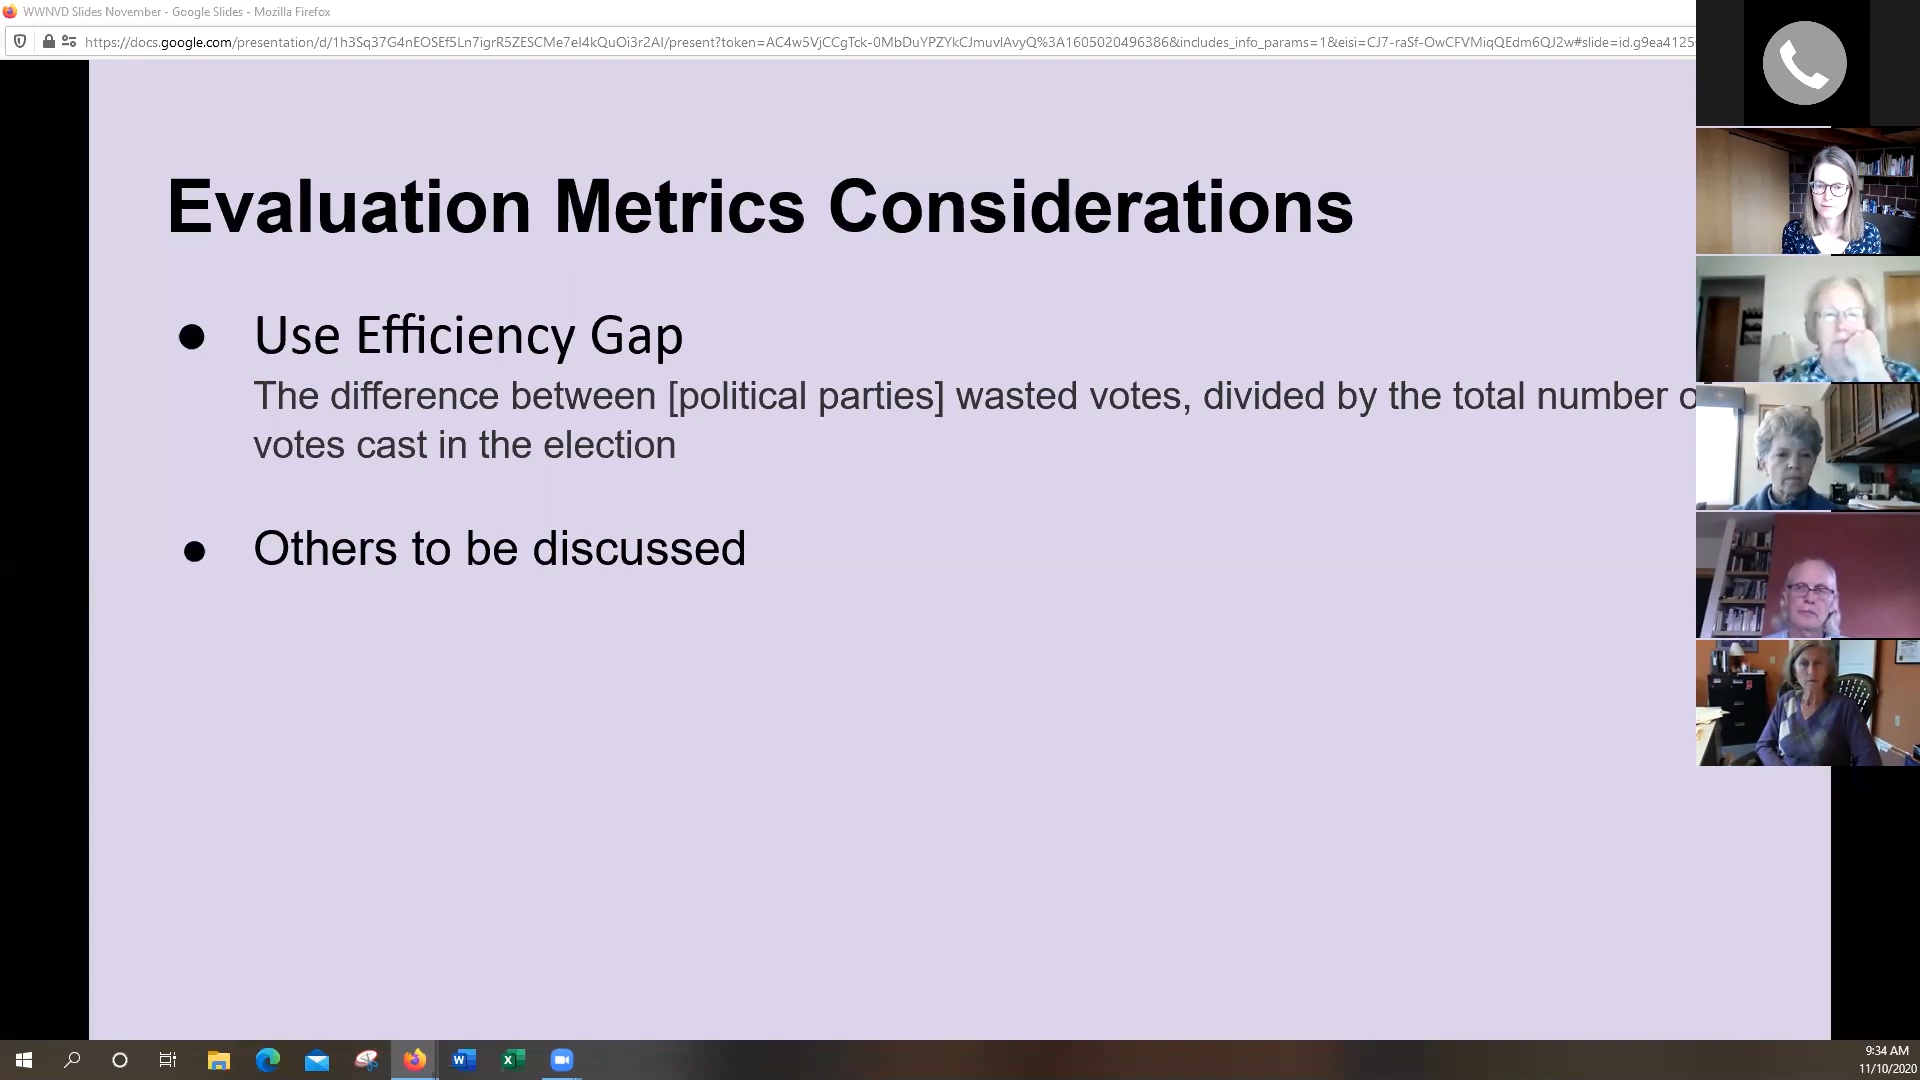 WWNVD Slides November - Google Slides - Mozilla Firefox
https://docs.google.com/presentation/d/1h3Sq37G4nEOSEf5Ln7igrR5ZESCMe7eI4kQuOi3r2AI/present?token=AC4w5VjCCgTck-0MbDuYPZYkCJmuvlAvyQ%3A1605020496386&includes_info_params=1&eisi=CJ7-raSf-OwCFVMiqQEdm6QJ2w#slide=id.g9ea4125
Evaluation Metrics Considerations
● Use Efficiency Gap
The difference between [political parties] wasted votes, divided by the total number o
votes cast in the election
● Others to be discussed
9:34 AM
11/10/2020